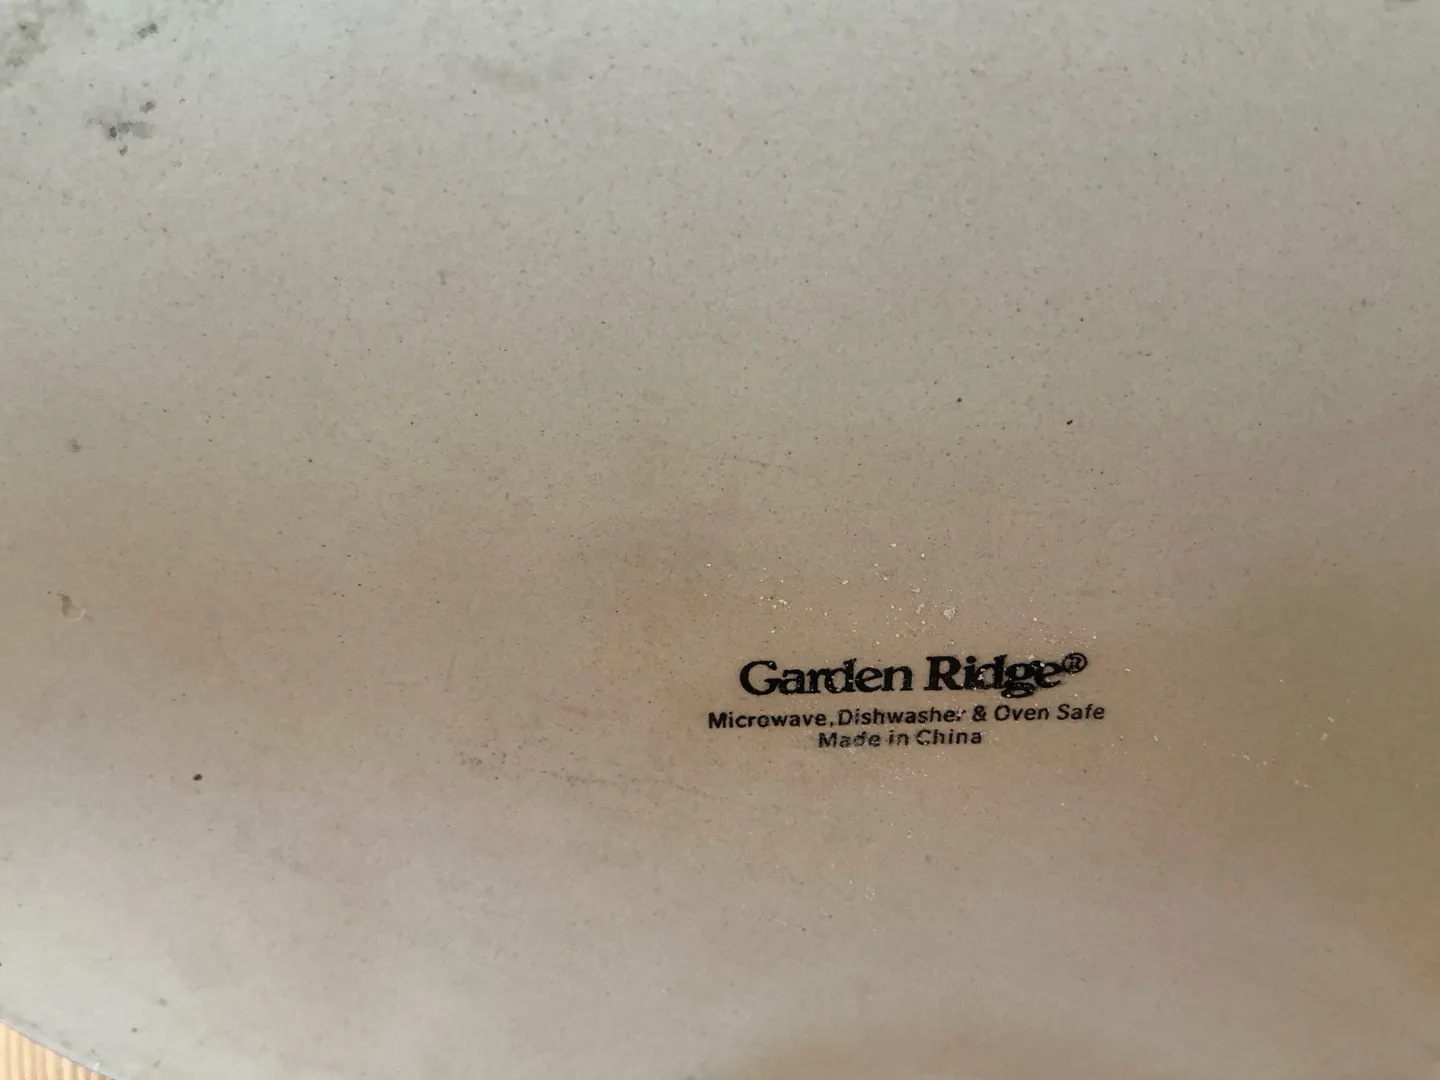 Garden Ridge®
Microwave, Dishwasher & Oven Safe
Made in China